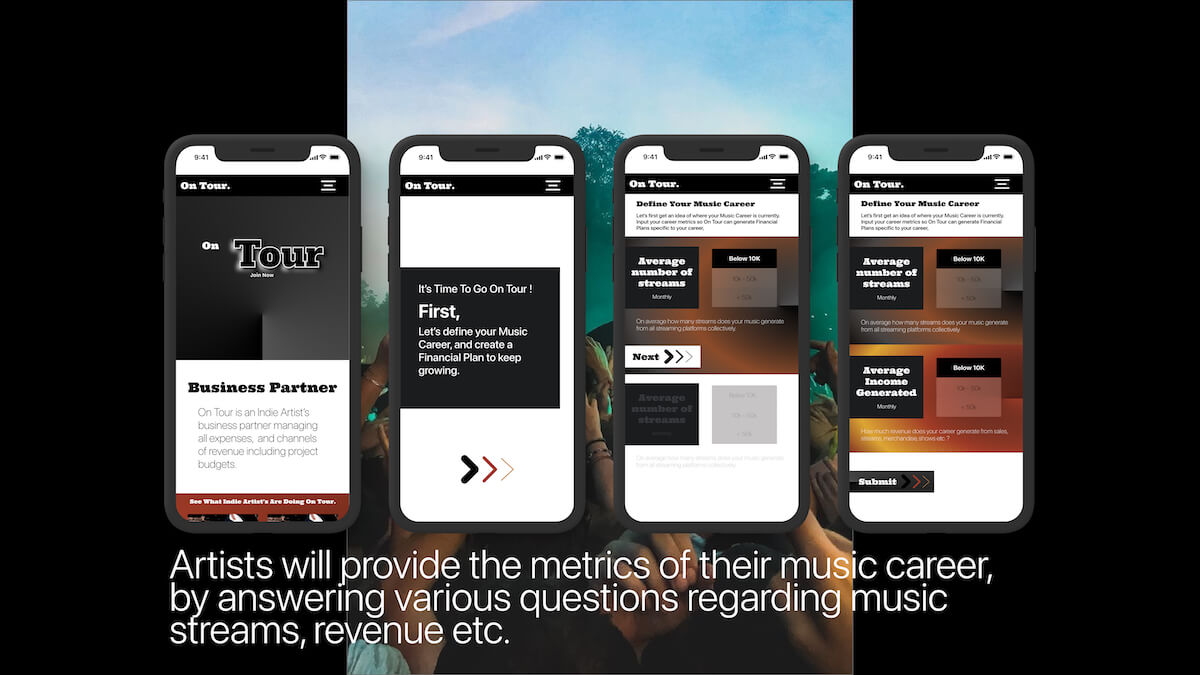 9:41
On Tour.
On Tour
Join Now
Business Partner
On Tour is an Indie Artist's
business partner managing
all expenses, and channels
of revenue including project
budgets.
See What Indie Artist's Are Doing On Tour.
9:41
On Tour.
It's Time To Go On Tour !
First,
Let's define your Music
Career, and create a
Financial Plan to keep
growing.
9:41
On Tour.
Define Your Music Career
Let's first get an idea of where your Music Career is currently.
Input your career metrics so On Tour can generate Financial
Plans specific to your career,
Average
number of
streams
Monthly
Below 10K
10k - 50k
+ 50k
On average how many streams does your music generate
from all streaming platforms collectively.
Next
Average
number of
streams
Monthly
Below 10K
10k - 50k
+ 50k
On average how many streams does your music generate
from all streaming platforms collectively.
9:41
On Tour.
Define Your Music Career
Let's first get an idea of where your Music Career is currently.
Input your career metrics so On Tour can generate Financial
Plans specific to your career,
Average
number of
streams
Monthly
Below 10K
10k - 50k
+ 50k
On average how many streams does your music generate
from all streaming platforms collectively.
Average
Income
Generated
Monthly
Below 10K
10k - 50k
+ 50k
How much revenue does your career generate from sales,
streams, merchandise, shows etc. ?
Submit
Artists will provide the metrics of their music career,
by answering various questions regarding music
streams, revenue etc.